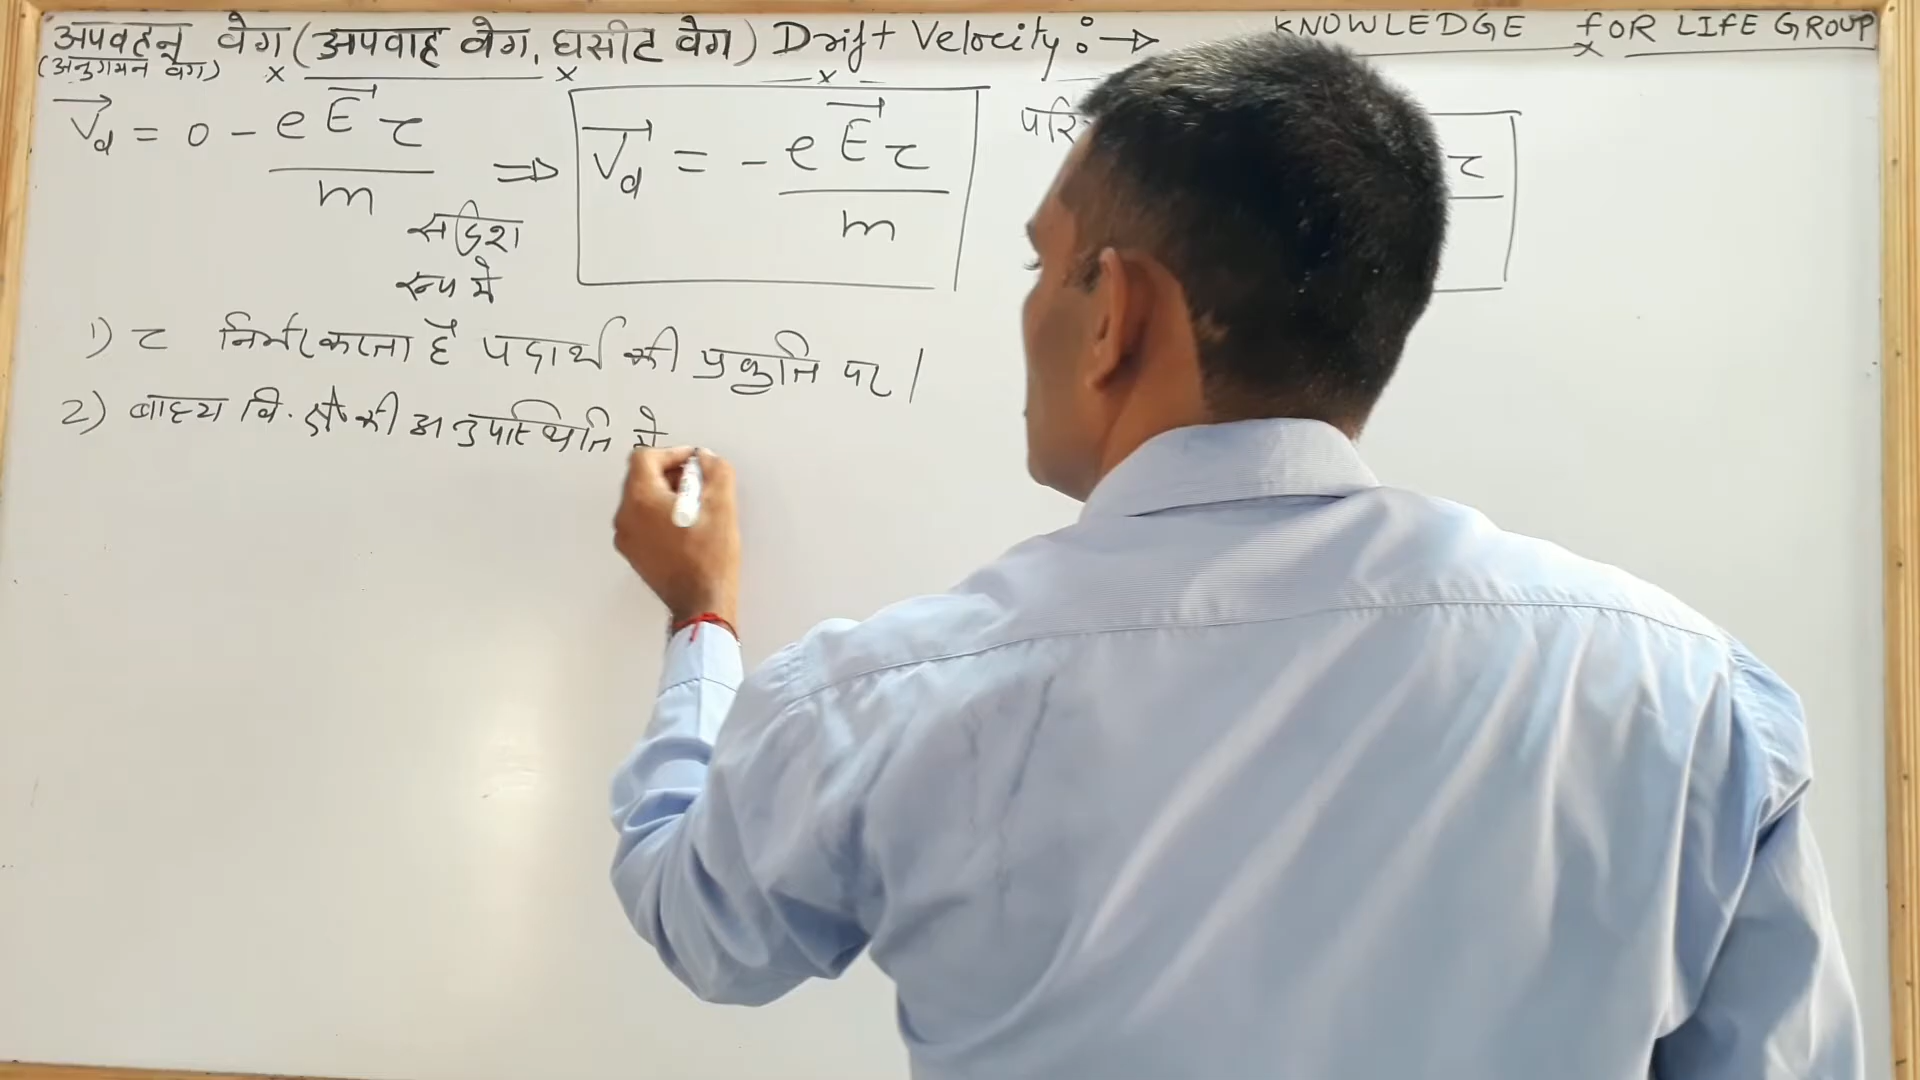 अपवहन वेग (अपवाह वेग, घसीट वेग) Drift Velocity : → KNOWLEDGE fOR LIFE GROUP
(अनुगमन वेग)
V⃗d = 0 - eE⃗τ/m ⇒ V⃗d = - eE⃗τ/m परि τ
सदिश
रूप में
1) τ निर्भर करता है पदार्थ की प्रकृति पर।
2) बाह्य वि. क्षै. की अनुपस्थिति में